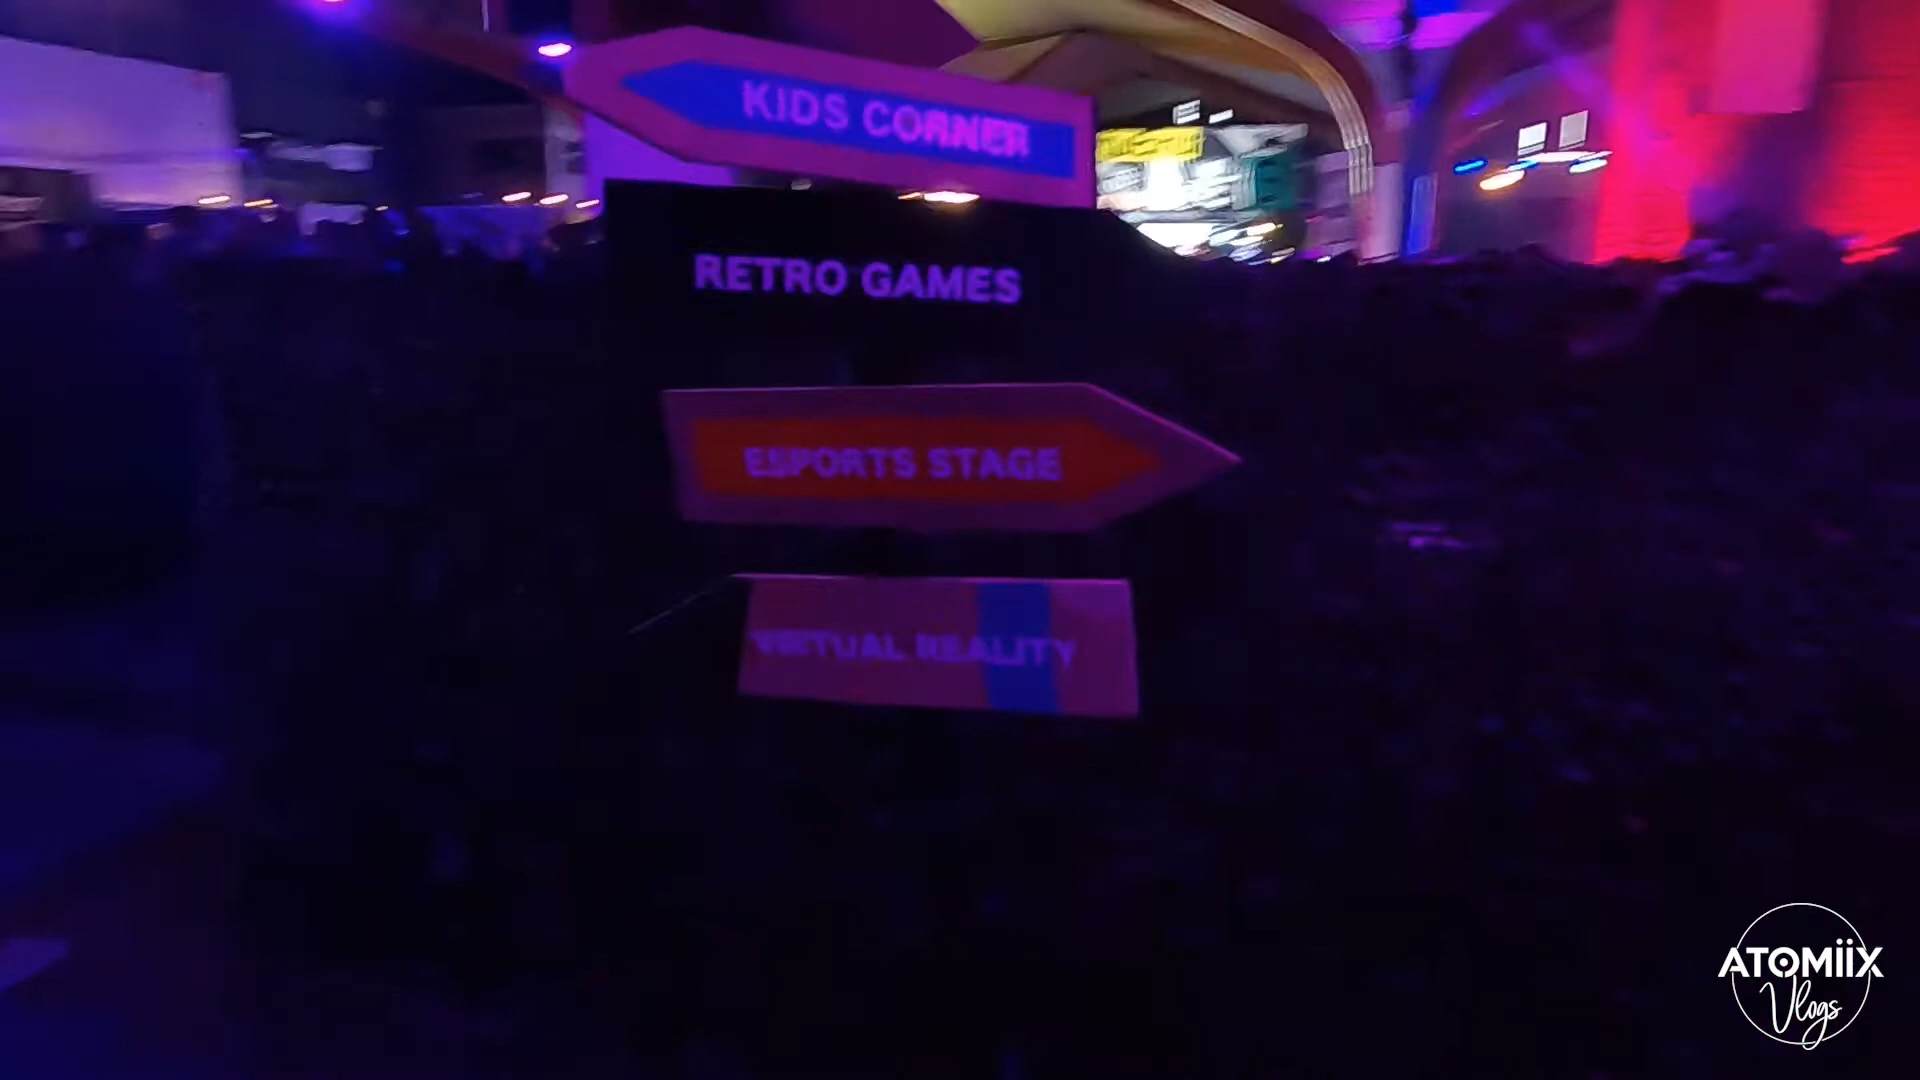 KIDS CORNER
RETRO GAMES
ESPORTS STAGE
VIRTUAL REALITY
ATOMiiX
Vlogs